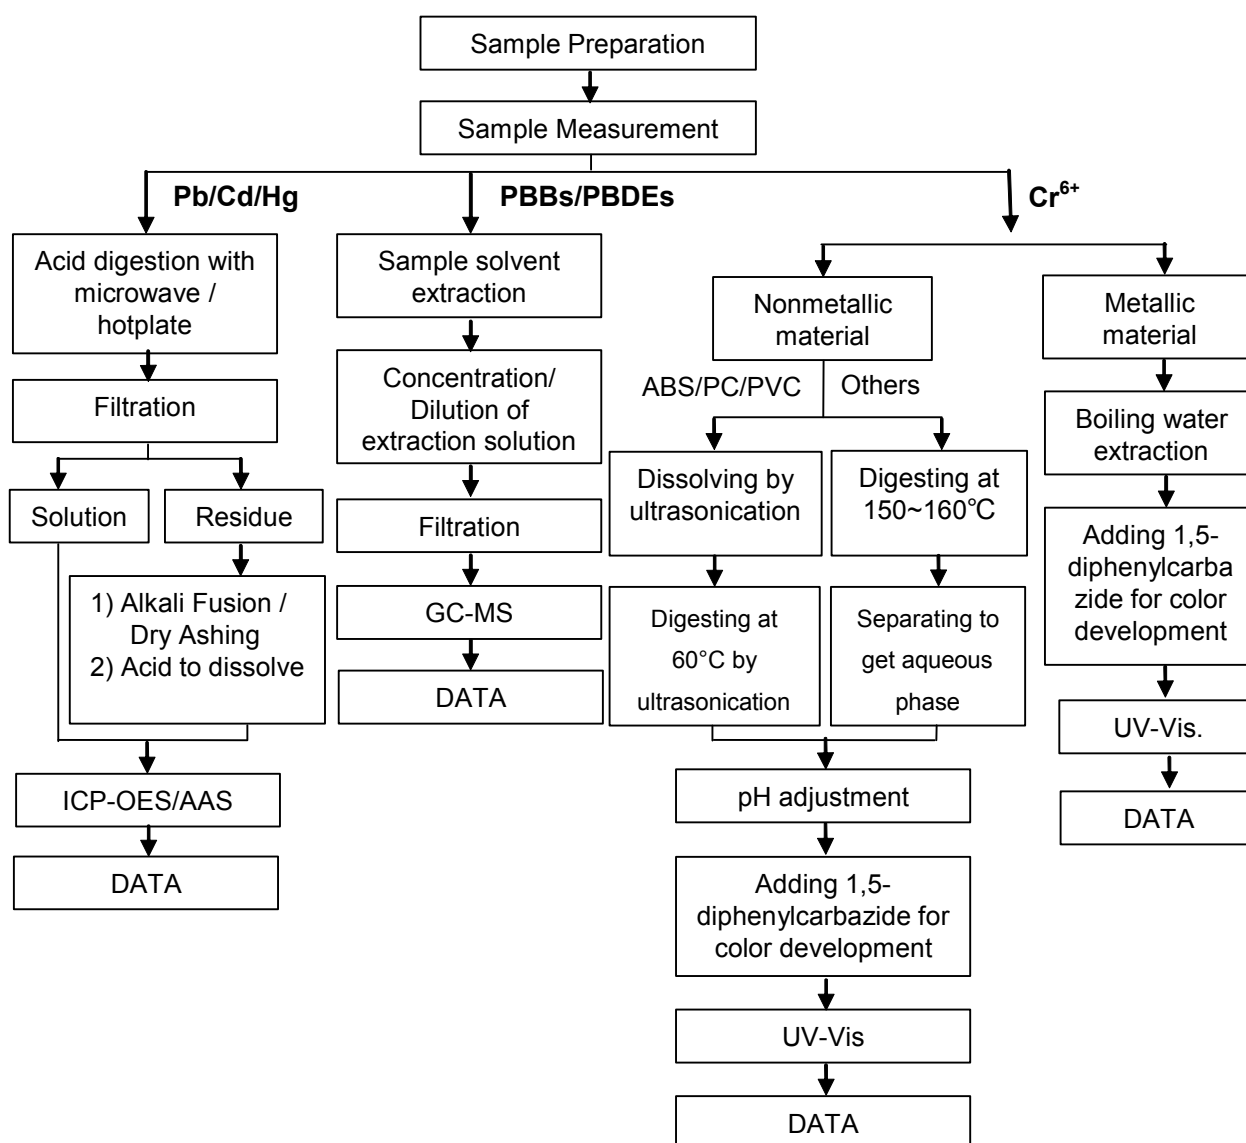 Sample Preparation
Sample Measurement
Pb/Cd/Hg
PBBs/PBDEs
Cr6+
Acid digestion with
microwave /
hotplate
Filtration
Solution
Residue
1) Alkali Fusion /
Dry Ashing
2) Acid to dissolve
ICP-OES/AAS
DATA
Sample solvent
extraction
Concentration/
Dilution of
extraction solution
Filtration
GC-MS
DATA
Nonmetallic
material
ABS/PC/PVC
Others
Dissolving by
ultrasonication
Digesting at
60°C by
ultrasonication
Digesting at
150~160℃
Separating to
get aqueous
phase
pH adjustment
Adding 1,5-
diphenylcarbazide for
color development
UV-Vis
DATA
Metallic
material
Boiling water
extraction
Adding 1,5-
diphenylcarba
zide for color
development
UV-Vis.
DATA